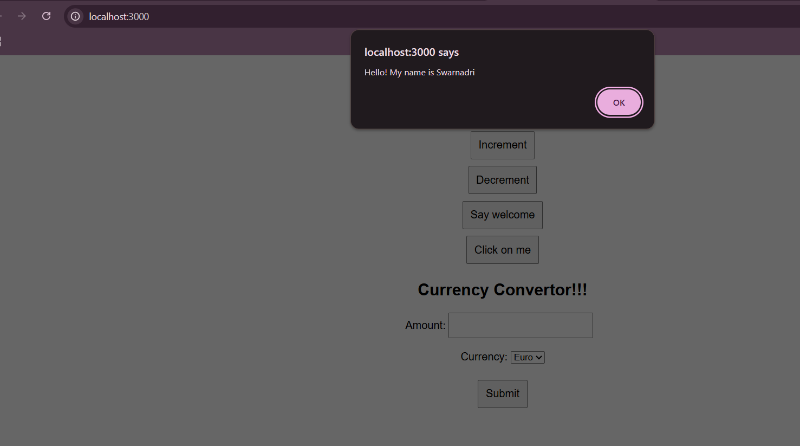 localhost:3000
localhost:3000 says
Hello! My name is Swarnadri
OK
Increment
Decrement
Say welcome
Click on me
Currency Convertor!!!
Amount:
Currency: Euro
Submit